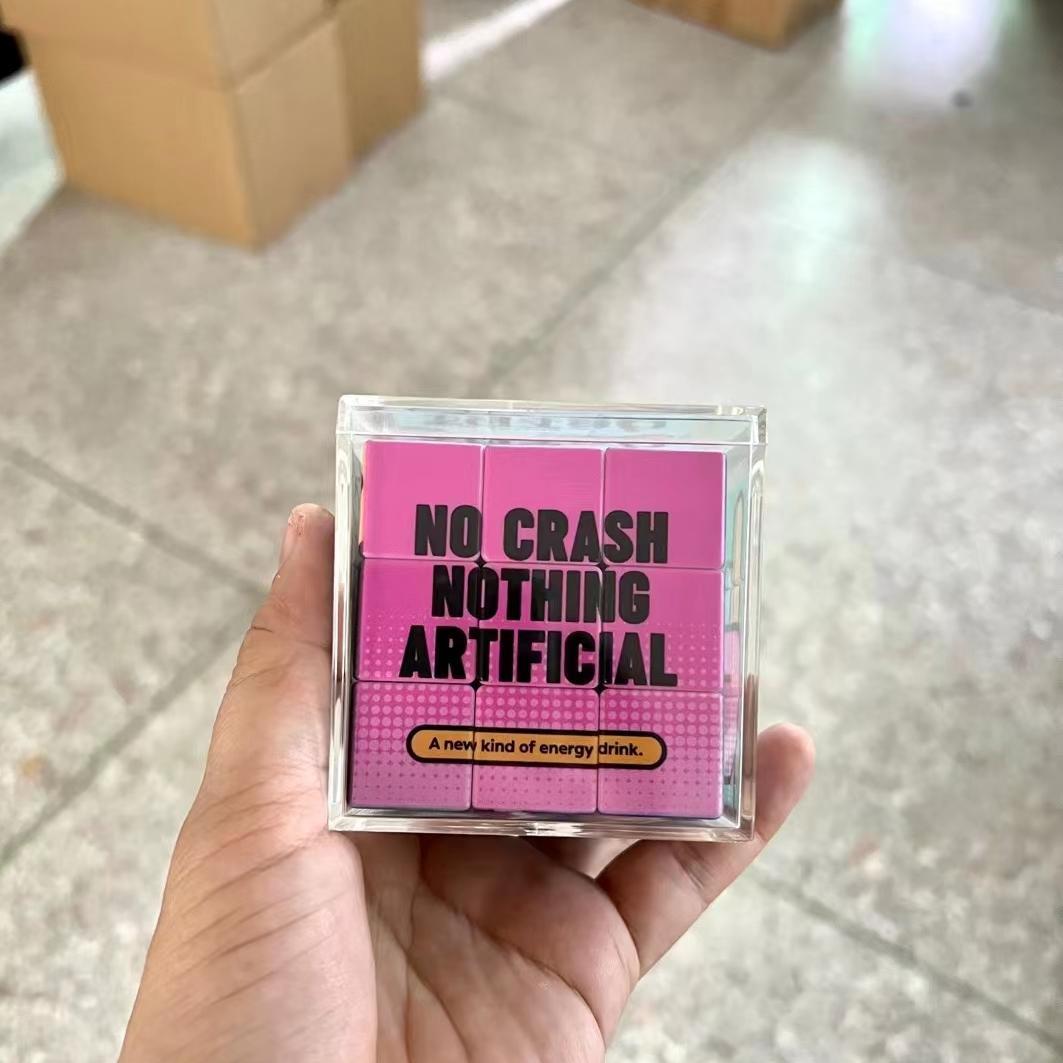 NO CRASH
NOTHING
ARTIFICIAL
A new kind of energy drink.